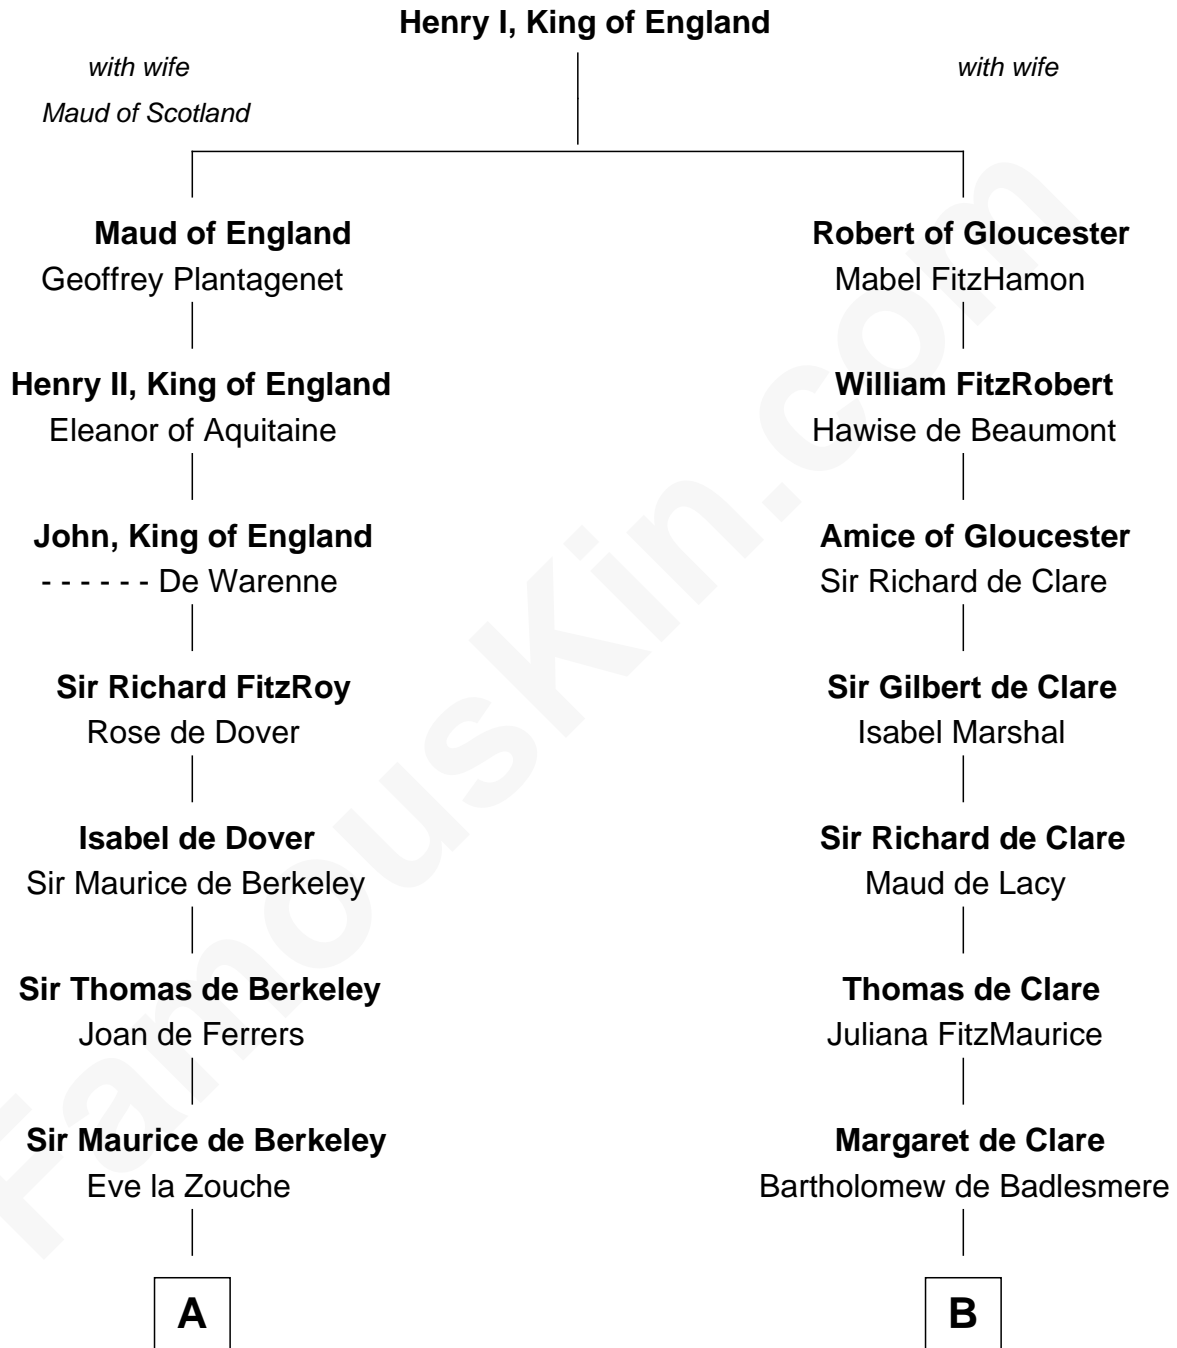 Henry I, King of England
with wife
Maud of Scotland
with wife
Maud of England
Geoffrey Plantagenet
Robert of Gloucester
Mabel FitzHamon
Henry II, King of England
Eleanor of Aquitaine
William FitzRobert
Hawise de Beaumont
John, King of England
- - - - - - De Warenne
Amice of Gloucester
Sir Richard de Clare
Sir Richard FitzRoy
Rose de Dover
Sir Gilbert de Clare
Isabel Marshal
Isabel de Dover
Sir Maurice de Berkeley
Sir Richard de Clare
Maud de Lacy
Sir Thomas de Berkeley
Joan de Ferrers
Thomas de Clare
Juliana FitzMaurice
Sir Maurice de Berkeley
Eve la Zouche
Margaret de Clare
Bartholomew de Badlesmere
A
B
FamousKin.com